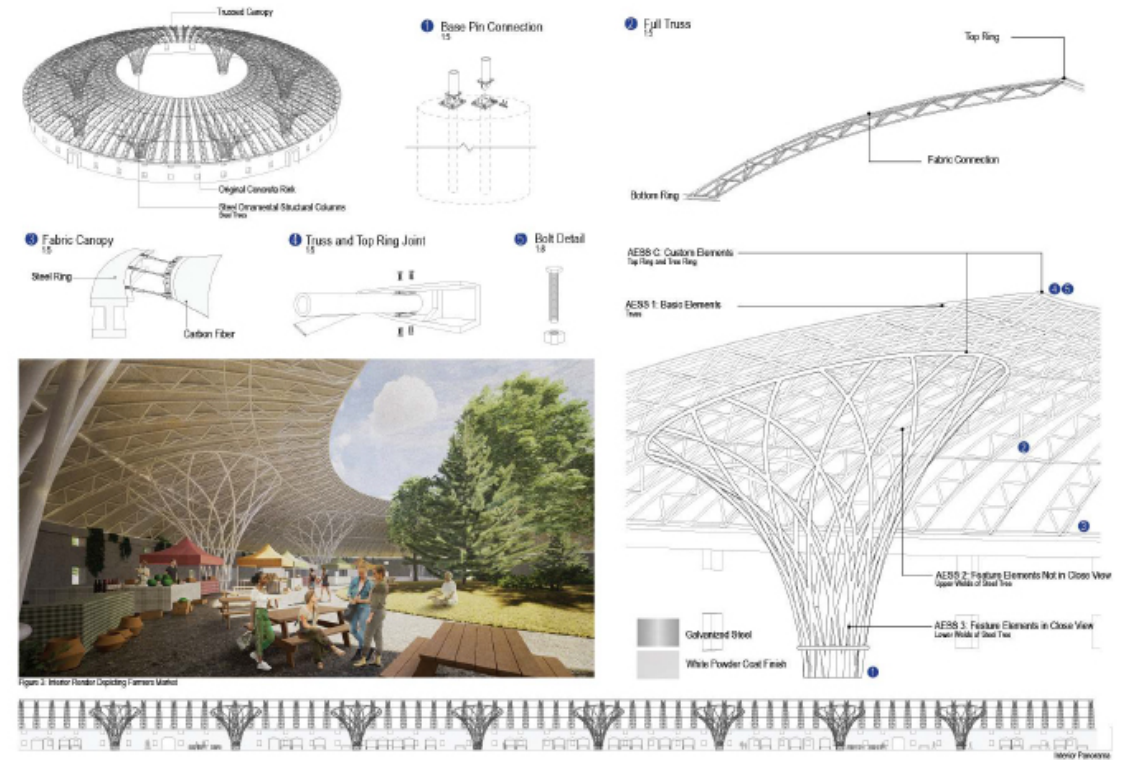 Trussed Canopy
Original Concrete Rink
Steel Ornamental Structural Columns
Steel Trees
1 Base Pin Connection
1:5
2 Full Truss
1:5
Top Ring
Fabric Connection
Bottom Ring
3 Fabric Canopy
1:5
Steel Ring
Carbon Fiber
4 Truss and Top Ring Joint
1:5
5 Bolt Detail
1:8
AESS C: Custom Elements
Top Ring and Tree Ring
AESS 1: Basic Elements
Truss
4 5
2
3
AESS 2: Feature Elements Not in Close View
Upper Welds of Steel Tree
AESS 3: Feature Elements in Close View
Lower Welds of Steel Tree
1
Galvanized Steel
White Powder Coat Finish
Figure 3: Interior Render Depicting Farmers Market
Interior Panorama